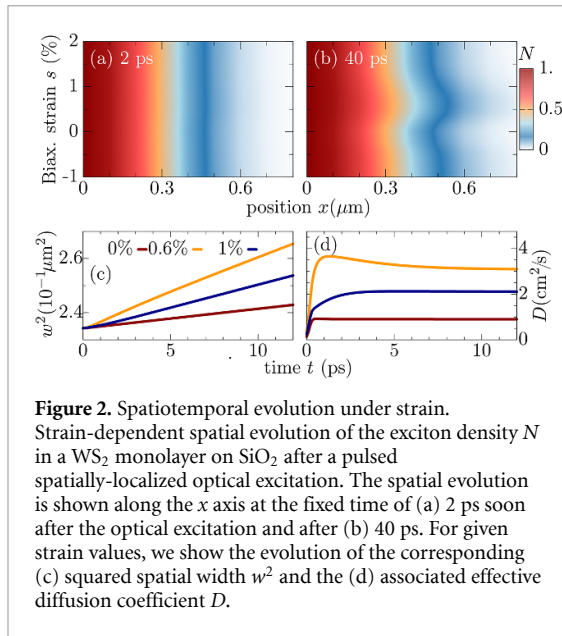 (a) 2 ps
(b) 40 ps
N
Biax. strain s (%)
2
1
0
-1
1.
0.5
0
0 0.3 0.6 0 0.3 0.6
position x(μm)
w²(10⁻¹μm²)
2.6
2.4
0% 0.6% 1%
(c)
(d)
4
2
0
D(cm²/s)
0 5 10 0 5 10
time t (ps)
Figure 2. Spatiotemporal evolution under strain.
Strain-dependent spatial evolution of the exciton density N
in a WS₂ monolayer on SiO₂ after a pulsed
spatially-localized optical excitation. The spatial evolution
is shown along the x axis at the fixed time of (a) 2 ps soon
after the optical excitation and after (b) 40 ps. For given
strain values, we show the evolution of the corresponding
(c) squared spatial width w² and the (d) associated effective
diffusion coefficient D.